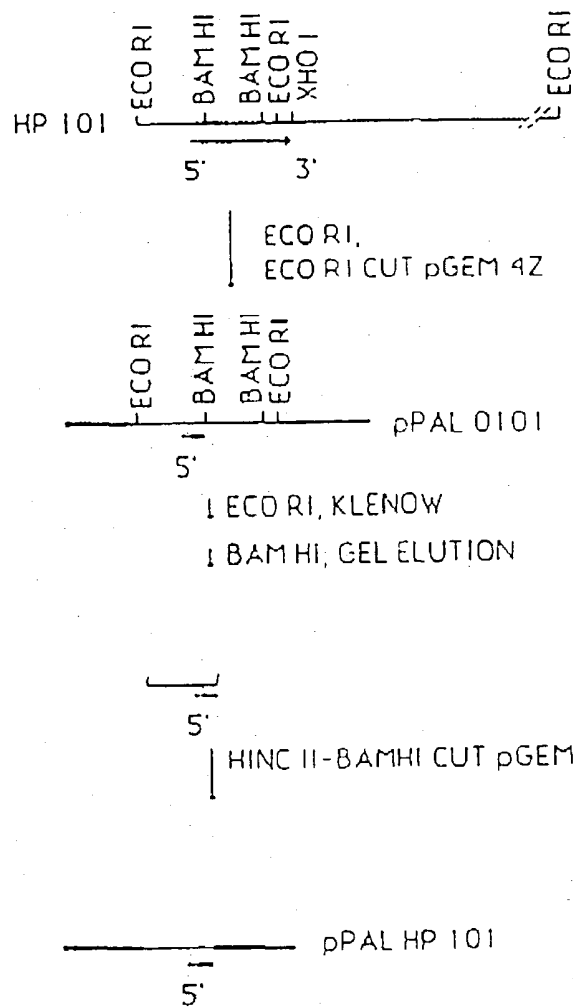 ECO RI
BAM HI
BAM HI
ECO RI
XHO I
ECO RI
HP 101
5'
3'
ECO RI,
ECO RI CUT pGEM 4Z
ECO RI
BAM HI
BAM HI
ECO RI
pPAL 0101
5'
ECO RI, KLENOW
BAM HI, GEL ELUTION
5'
HINC II-BAMHI CUT pGEM
pPAL HP 101
5'